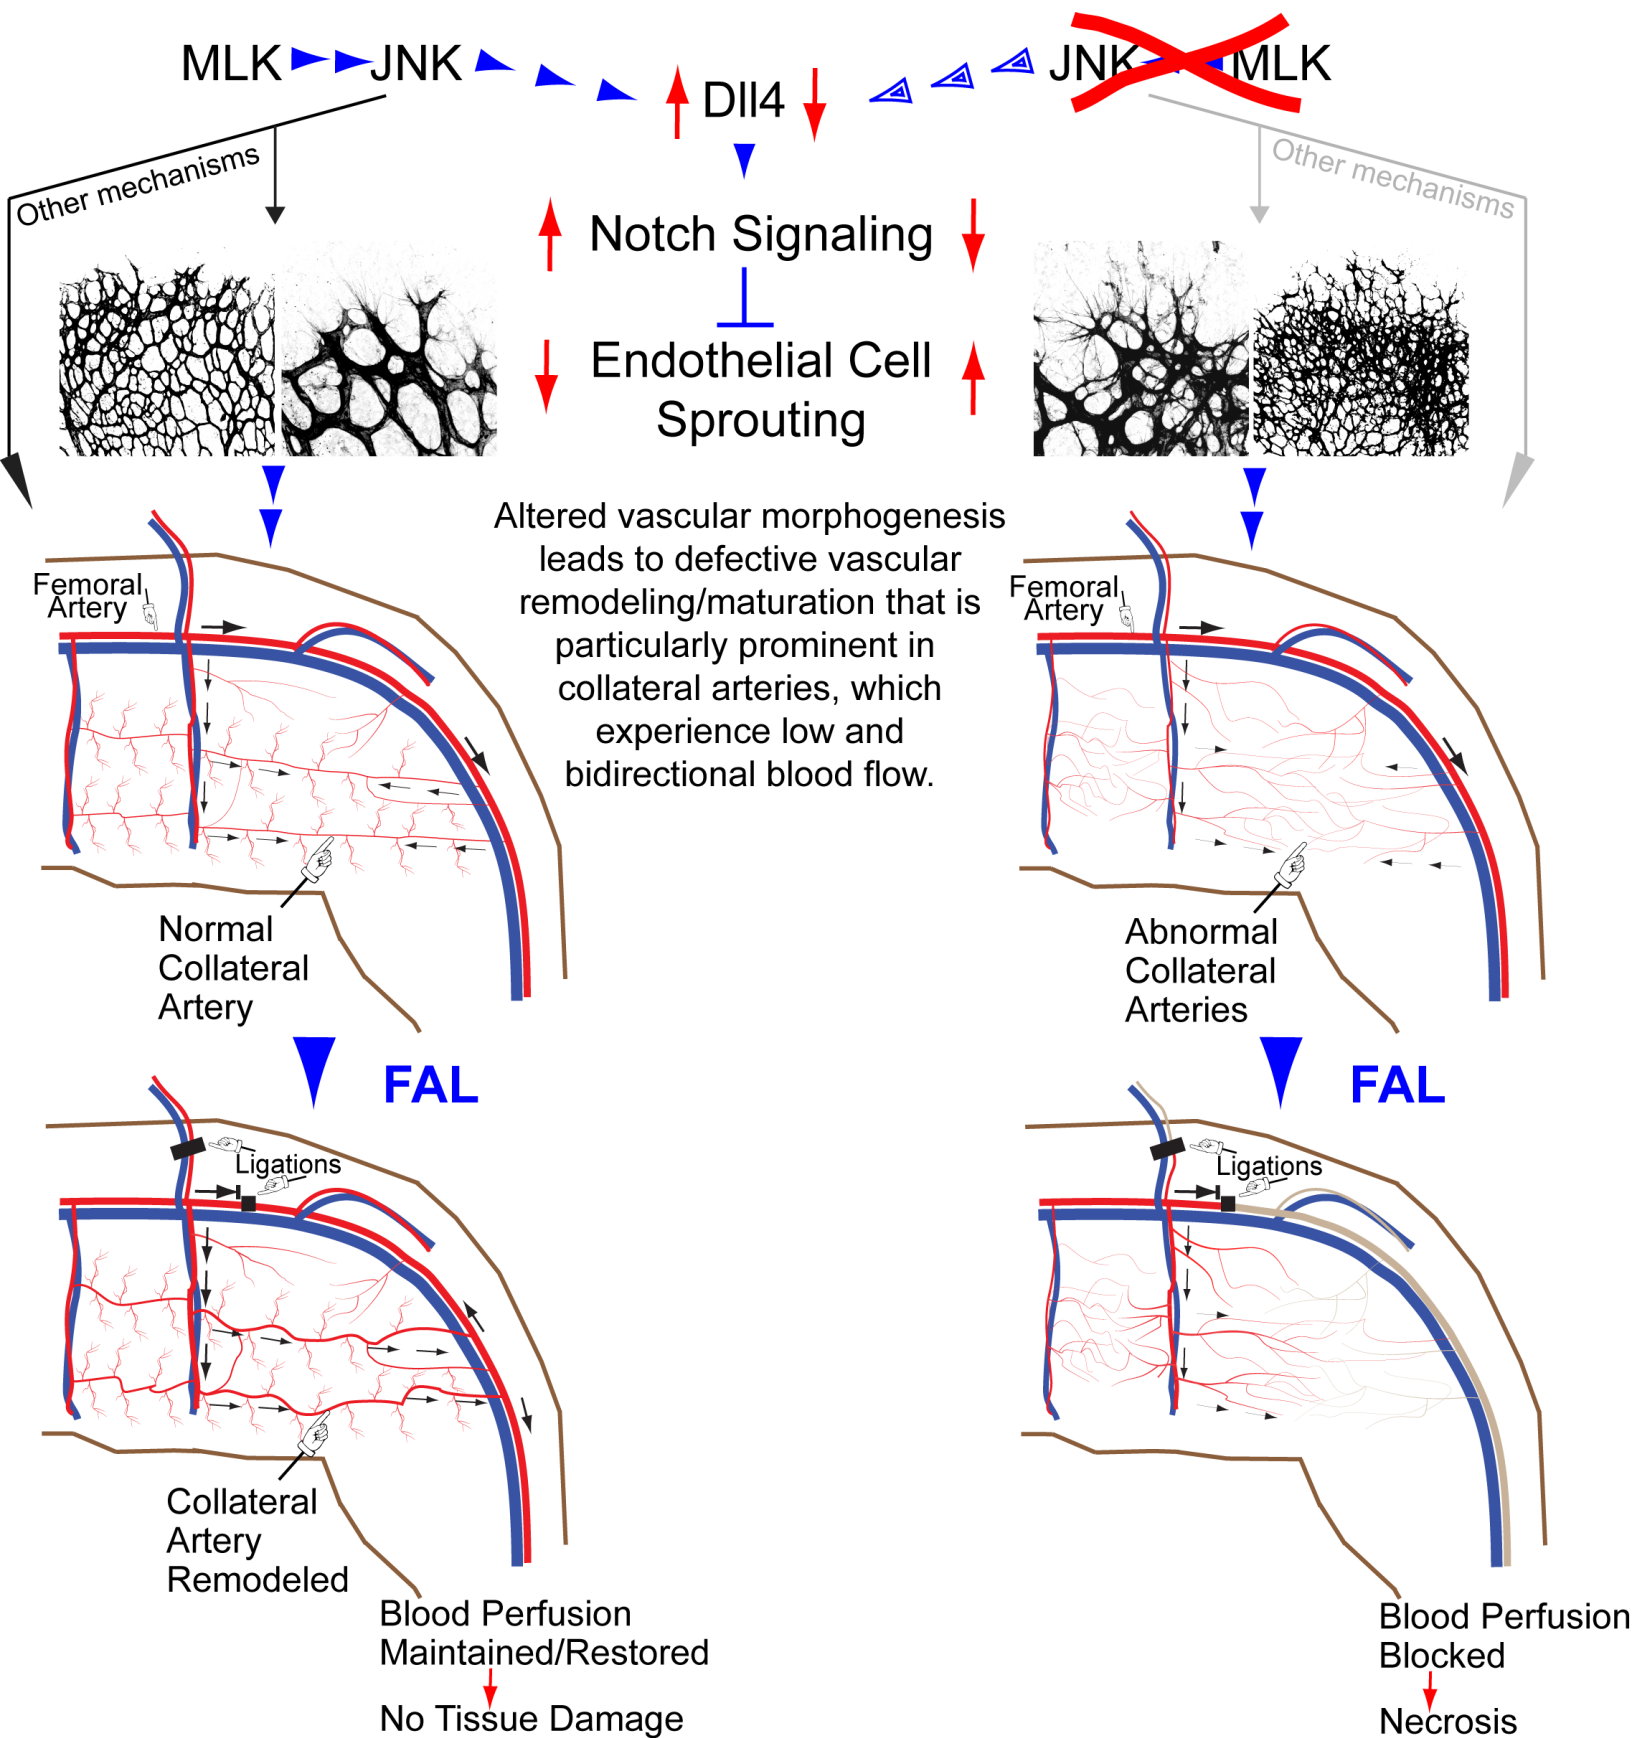 MLK JNK
Dll4
JNK MLK
Other mechanisms
Other mechanisms
Notch Signaling
Endothelial Cell
Sprouting
Altered vascular morphogenesis
leads to defective vascular
remodeling/maturation that is
particularly prominent in
collateral arteries, which
experience low and
bidirectional blood flow.
Femoral
Artery
Femoral
Artery
Normal
Collateral
Artery
Abnormal
Collateral
Arteries
FAL
FAL
Ligations
Ligations
Collateral
Artery
Remodeled
Blood Perfusion
Maintained/Restored
No Tissue Damage
Blood Perfusion
Blocked
Necrosis